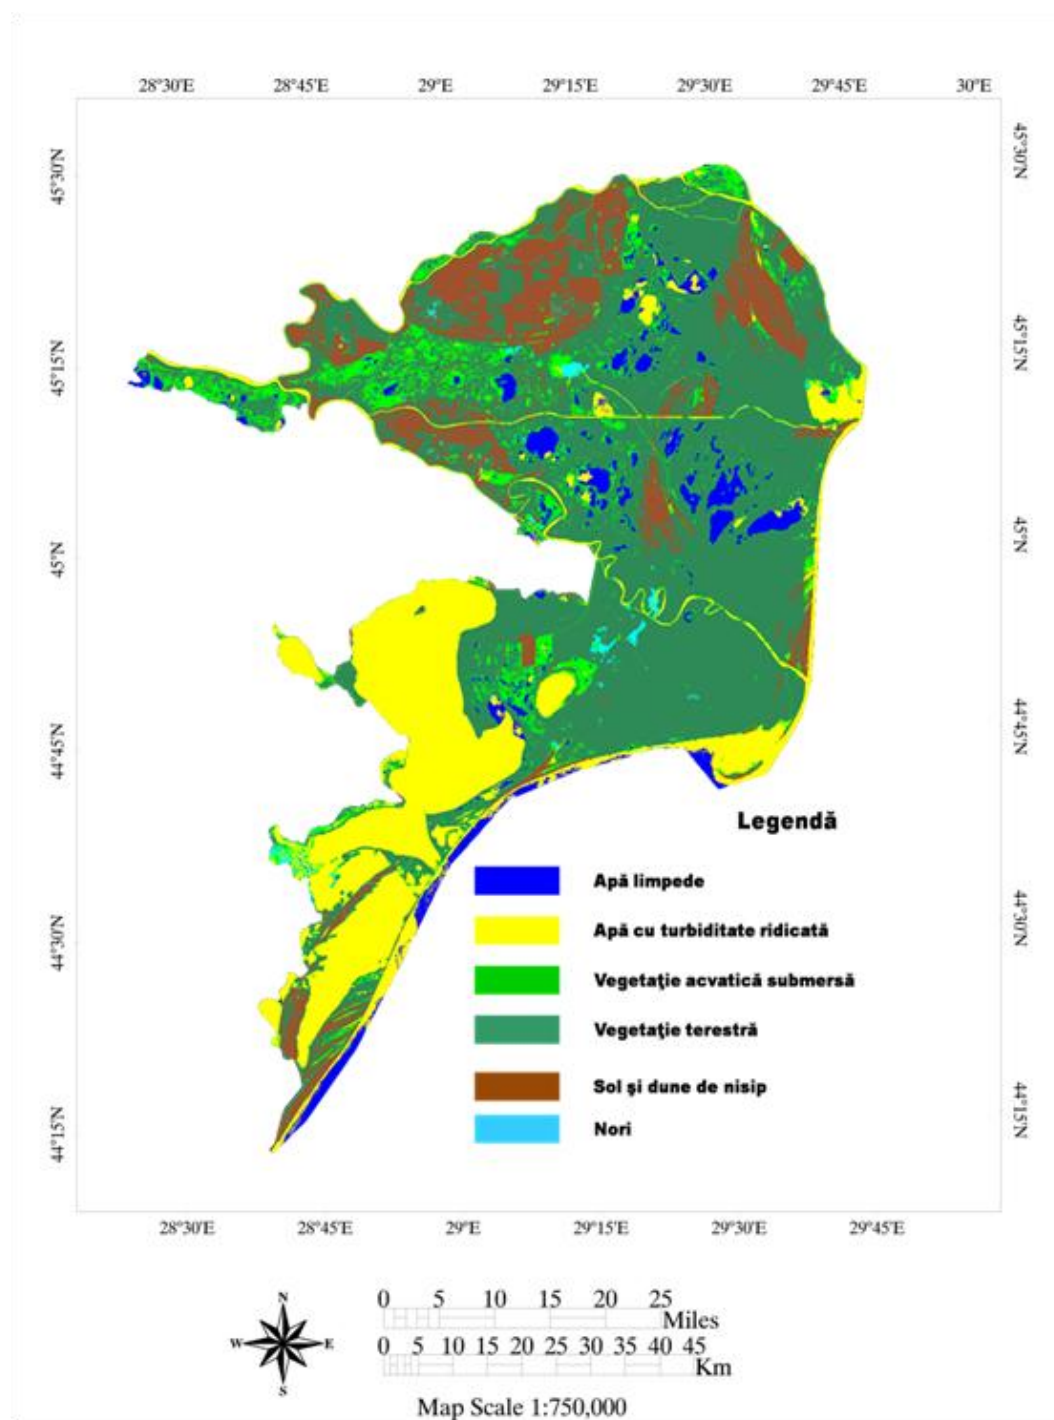 28°30'E 28°45'E 29°E 29°15'E 29°30'E 29°45'E 30°E
45°30'N 45°30'N
45°15'N 45°15'N
45°N 45°N
44°45'N 44°45'N
Legendă
Apă limpede
Apă cu turbiditate ridicată
44°30'N 44°30'N
Vegetaţie acvatică submersă
Vegetaţie terestră
Sol şi dune de nisip
Nori
44°15'N 44°15'N
28°30'E 28°45'E 29°E 29°15'E 29°30'E 29°45'E
N
W E
S
0 5 10 15 20 25
Miles
0 5 10 15 20 25 30 35 40 45
Km
Map Scale 1:750,000